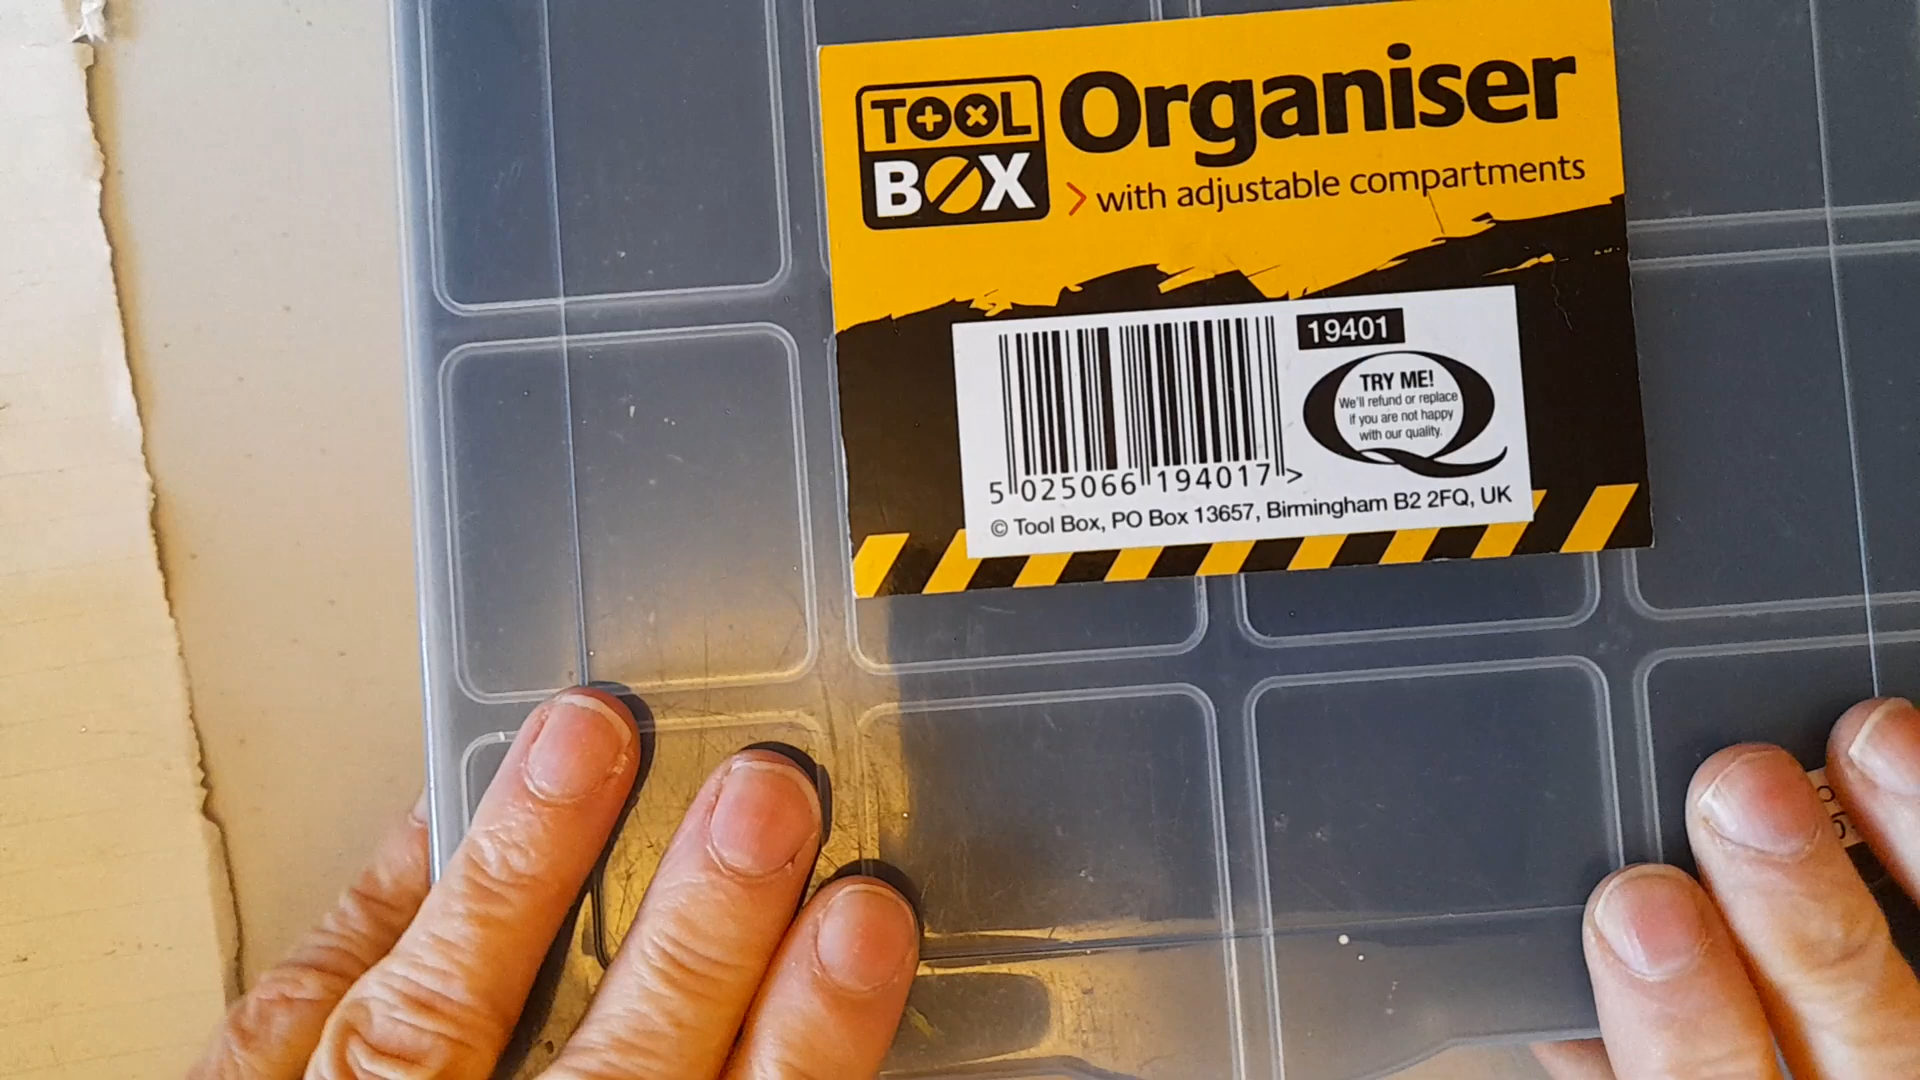 TOOL
BOX
Organiser
> with adjustable compartments
19401
TRY ME!
We'll refund or replace
if you are not happy
with our quality.
5 025066 194017 >
© Tool Box, PO Box 13657, Birmingham B2 2FQ, UK